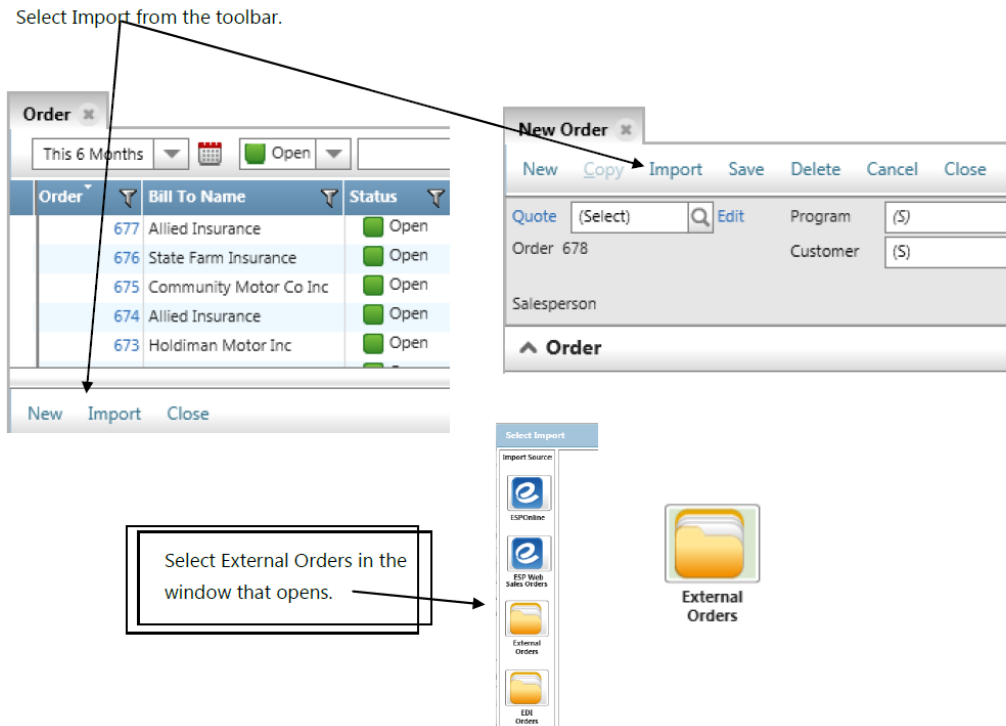 Select Import from the toolbar.
Order
This 6 Months
Open
Order Bill To Name Status
677 Allied Insurance Open
676 State Farm Insurance Open
675 Community Motor Co Inc Open
674 Allied Insurance Open
673 Holdiman Motor Inc Open
New Import Close
New Order
New Copy Import Save Delete Cancel Close
Quote (Select) Edit Program (S)
Order 678 Customer (S)
Salesperson
Order
Select Import
Import Source
ESPOnline
ESP Web
Sales Orders
External
Orders
EDI
Orders
Select External Orders in the
window that opens.
External
Orders